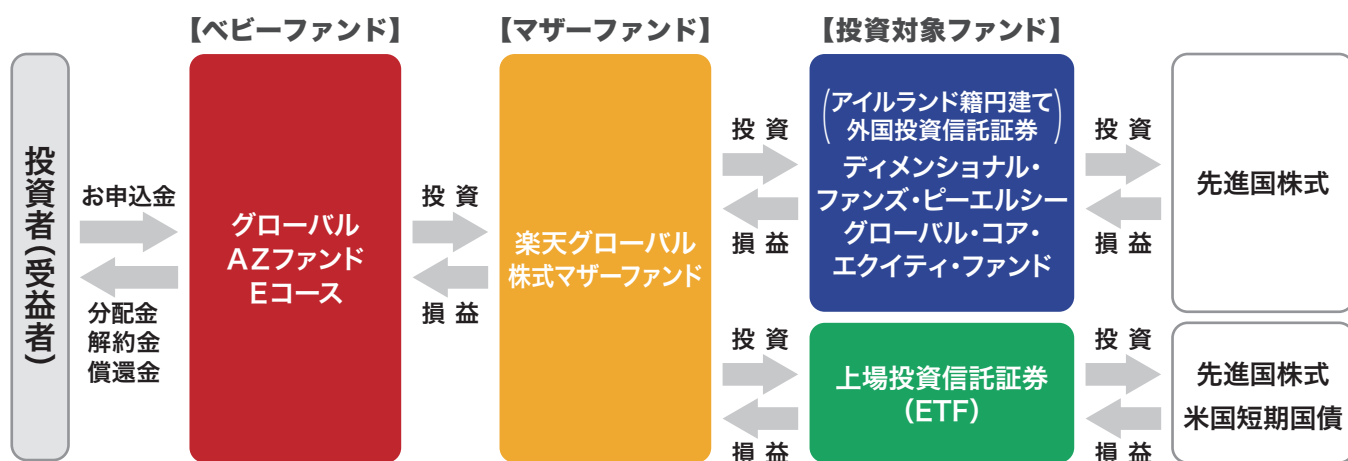 【ベビーファンド】
【マザーファンド】
【投資対象ファンド】
投資者(受益者)
お申込金
分配金
解約金
償還金
グローバル
AZファンド
Eコース
投 資
損 益
楽天グローバル
株式マザーファンド
投 資
損 益
(アイルランド籍円建て
外国投資信託証券)
ディメンショナル・
ファンズ・ピーエルシー
グローバル・コア・
エクイティ・ファンド
投 資
損 益
先進国株式
投 資
損 益
上場投資信託証券
(ETF)
投 資
損 益
先進国株式
米国短期国債